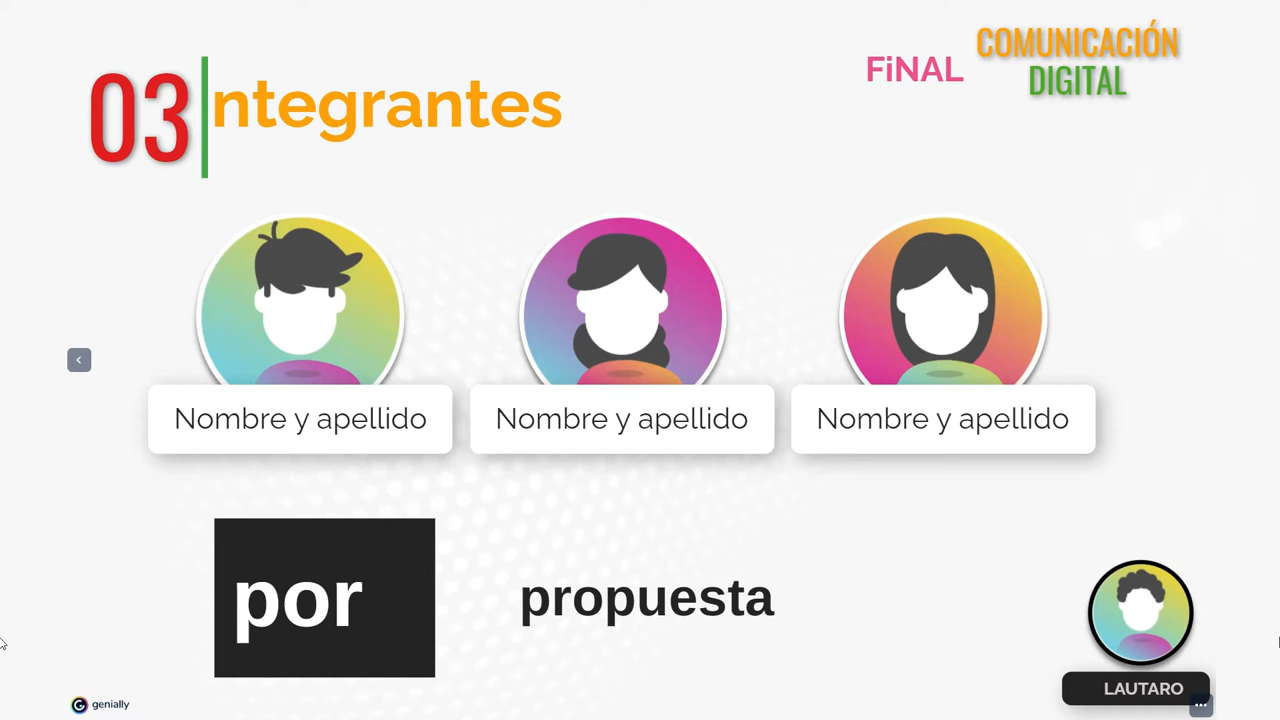 03
ntegrantes
FiNAL
COMUNICACIÓN
DIGITAL
Nombre y apellido
Nombre y apellido
Nombre y apellido
por
propuesta
LAUTARO
genially